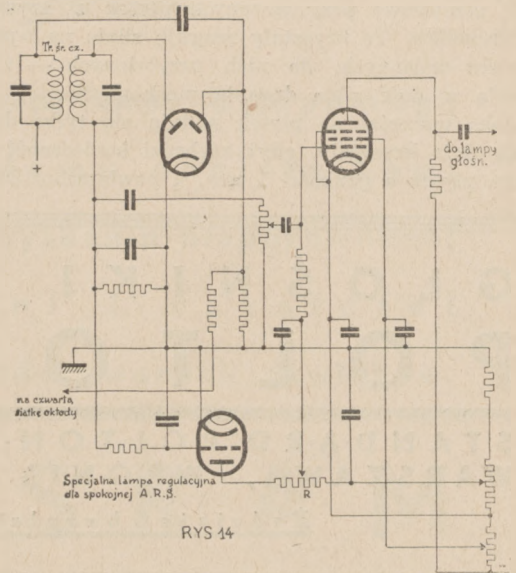 Tr. śr. cz.
+
do lampy
głośn.
na czwartą
siatkę oktody
Specjalna lampa regulacyjna
dla spokojnej A.R.S.
R
RYS 14